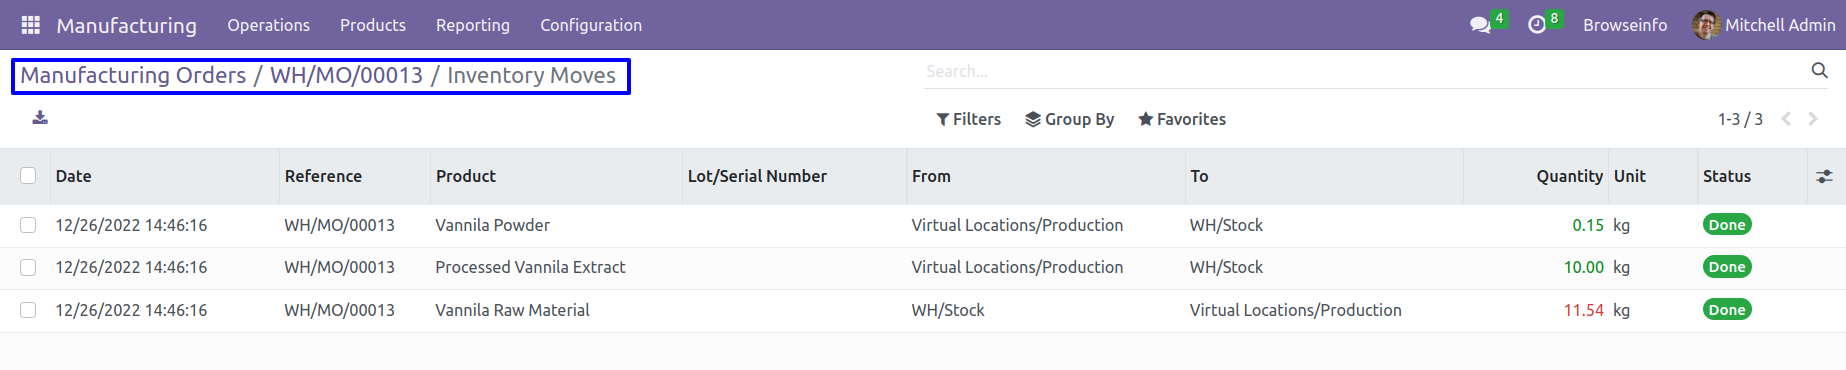 Manufacturing Operations Products Reporting Configuration 4 8 Browseinfo Mitchell Admin
Manufacturing Orders / WH/MO/00013 / Inventory Moves Search...
Filters Group By Favorites 1-3 / 3
Date Reference Product Lot/Serial Number From To Quantity Unit Status
12/26/2022 14:46:16 WH/MO/00013 Vannila Powder Virtual Locations/Production WH/Stock 0.15 kg Done
12/26/2022 14:46:16 WH/MO/00013 Processed Vannila Extract Virtual Locations/Production WH/Stock 10.00 kg Done
12/26/2022 14:46:16 WH/MO/00013 Vannila Raw Material WH/Stock Virtual Locations/Production 11.54 kg Done